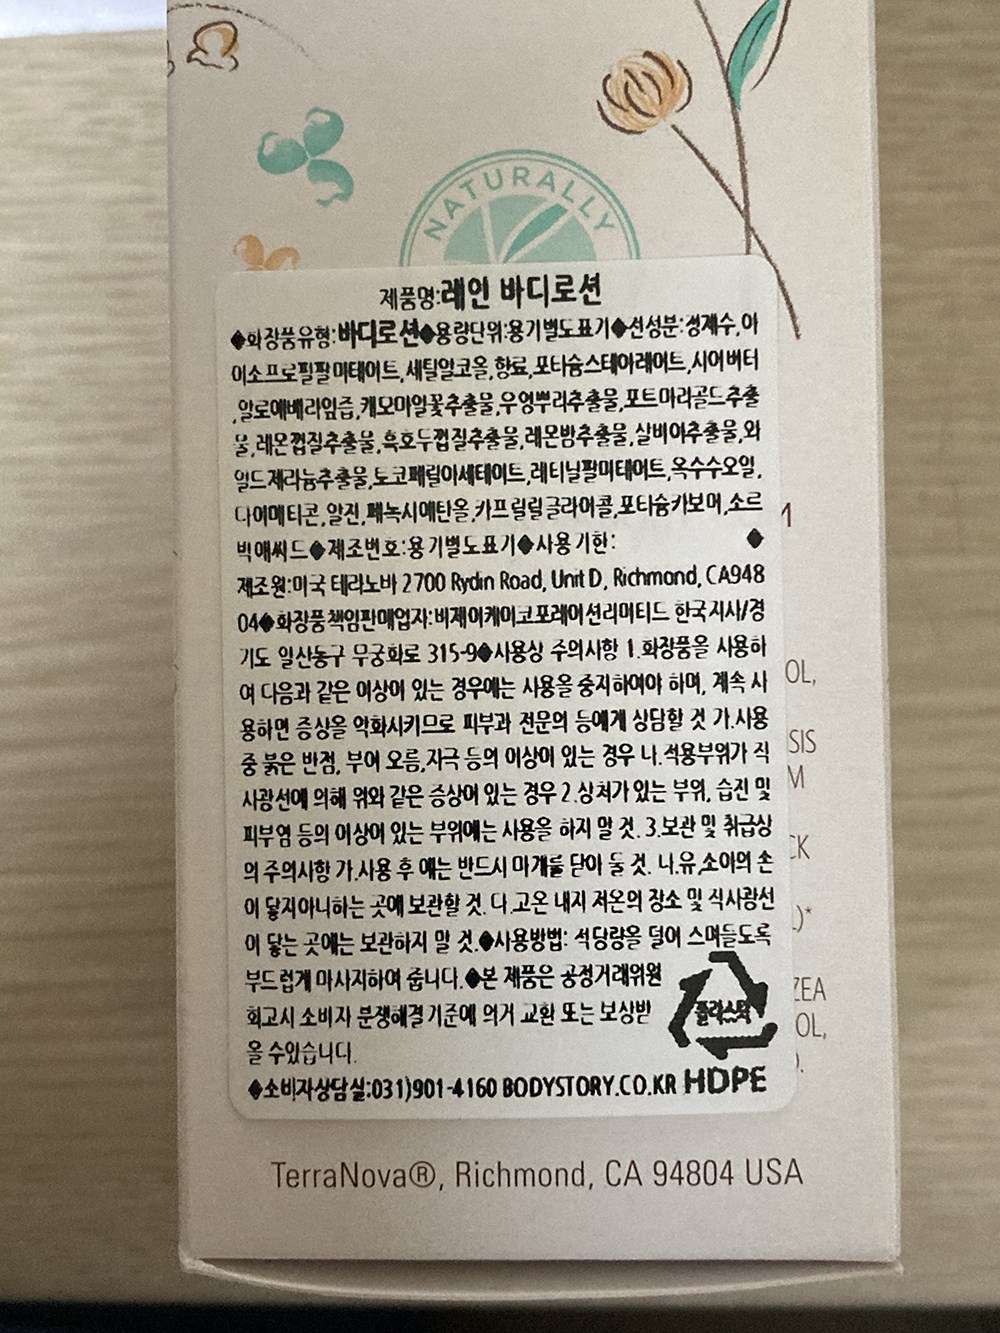 NATURALLY
제품명:레인 바디로션
◆화장품유형:바디로션◆용량단위:용기별도표기◆전성분:정제수,아
이소프로필팔미테이트,세틸알코올,향료,포타슘스테아레이트,시어버터
,알로에베라잎즙,캐모마일꽃추출물,우엉뿌리추출물,포트마리골드추출
물,레몬껍질추출물,흑호두껍질추출물,레몬밤추출물,살비아추출물,와
일드제라늄추출물,토코페릴아세테이트,레티닐팔미테이트,옥수수오일,
다이메티콘,알진,페녹시에탄올,카프릴릴글라이콜,포타슘카보머,소르
빅애씨드◆제조번호:용기별도표기◆사용기한: ◆
제조원:미국 테라노바 2700 Rydin Road, Unit D, Richmond, CA948
04◆화장품책임판매업자:비제이케이코포레이션리미티드 한국지사/경
기도 일산동구 무궁화로 315-9◆사용상 주의사항 1.화장품을 사용하
여 다음과 같은 이상이 있는 경우에는 사용을 중지하여야 하며, 계속 사
용하면 증상을 악화시키므로 피부과 전문의 등에게 상담할 것 가.사용
중 붉은 반점, 부어 오름,자극 등의 이상이 있는 경우 나.적용부위가 직
사광선에 의해 위와 같은 증상이 있는 경우 2.상처가 있는 부위, 습진 및
피부염 등의 이상이 있는 부위에는 사용을 하지 말 것. 3.보관 및 취급상
의 주의사항 가.사용 후 에는 반드시 마개를 닫아 둘 것. 나.유,소아의 손
이 닿지아니하는 곳에 보관할 것. 다.고온 내지 저온의 장소 및 직사광선
이 닿는 곳에는 보관하지 말 것.◆사용방법: 적당량을 덜어 스며들도록
부드럽게 마사지하여 줍니다.◆본 제품은 공정거래위원
회고시 소비자 분쟁해결기준에 의거 교환 또는 보상받
을 수있습니다.
플라스틱
HDPE
◆소비자상담실:031)901-4160 BODYSTORY.CO.KR
OL,
SIS
M
CK
L)*
ZEA
OL,
TerraNova®, Richmond, CA 94804 USA